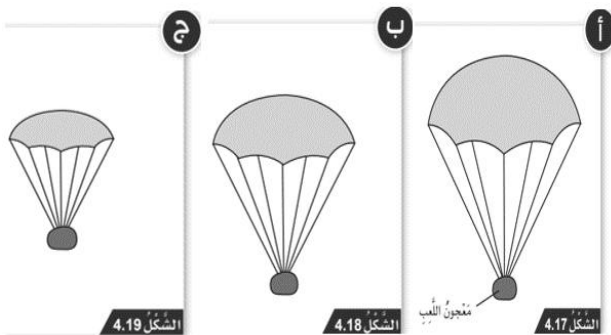 أ
ب
ج
مَعْجونُ اللَّعِبِ
الشَّكْلُ 4.17
الشَّكْلُ 4.18
الشَّكْلُ 4.19